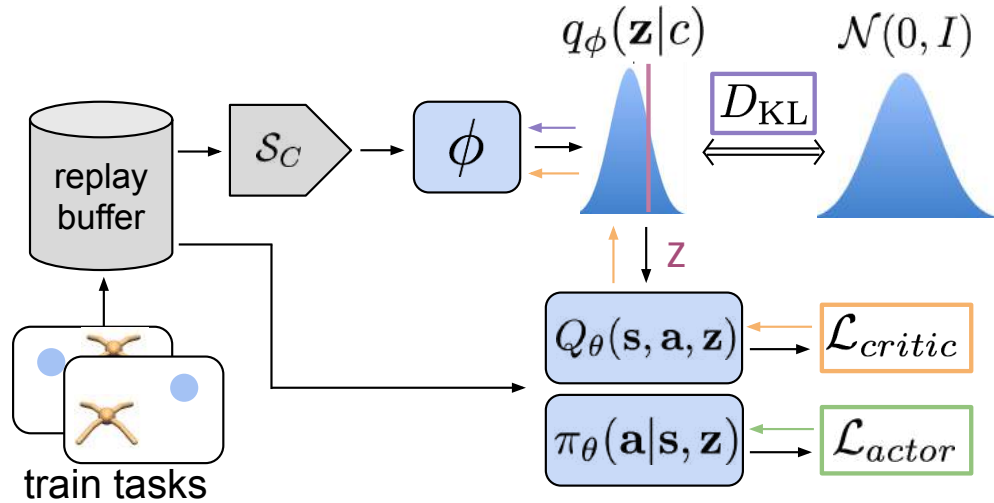 q_ϕ(𝐳|c)
𝒩(0, I)
D_KL
replay
buffer
𝒮_C
ϕ
z
Q_θ(𝐬, 𝐚, 𝐳)
ℒ_critic
π_θ(𝐚|𝐬, 𝐳)
ℒ_actor
train tasks